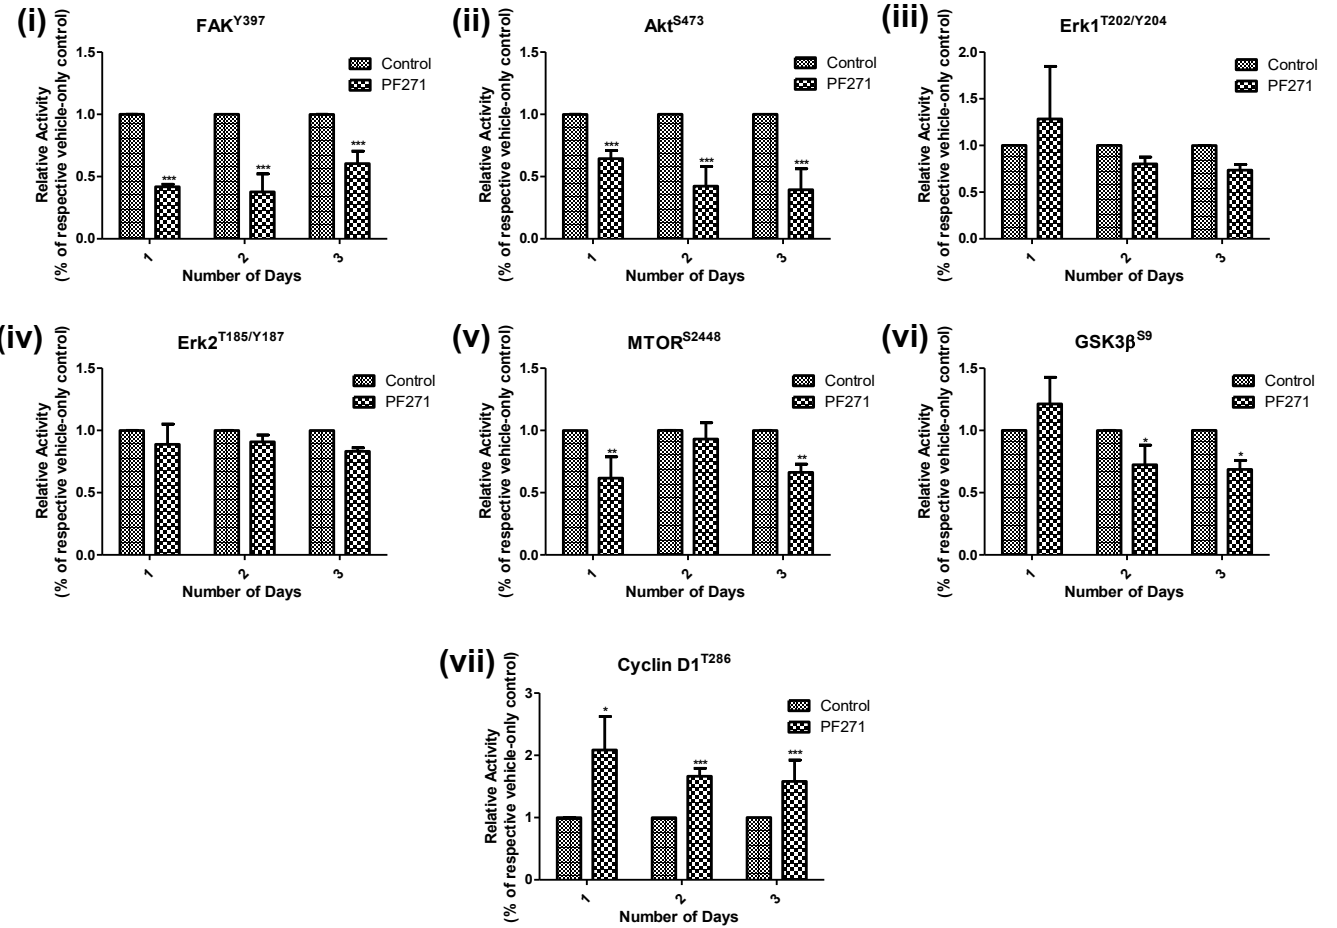 (i)
FAKY397
Relative Activity
(% of respective vehicle-only control)
1.5
1.0
0.5
0.0
Control
PF271
***
***
***
1
2
3
Number of Days
(ii)
AktS473
Relative Activity
(% of respective vehicle-only control)
1.5
1.0
0.5
0.0
Control
PF271
***
***
***
1
2
3
Number of Days
(iii)
Erk1T202/Y204
Relative Activity
(% of respective vehicle-only control)
2.0
1.5
1.0
0.5
0.0
Control
PF271
1
2
3
Number of Days
(iv)
Erk2T185/Y187
Relative Activity
(% of respective vehicle-only control)
1.5
1.0
0.5
0.0
Control
PF271
1
2
3
Number of Days
(v)
MTORS2448
Relative Activity
(% of respective vehicle-only control)
1.5
1.0
0.5
0.0
Control
PF271
**
**
1
2
3
Number of Days
(vi)
GSK3βS9
Relative Activity
(% of respective vehicle-only control)
1.5
1.0
0.5
0.0
Control
PF271
*
*
1
2
3
Number of Days
(vii)
Cyclin D1T286
Relative Activity
(% of respective vehicle-only control)
3
2
1
0
Control
PF271
*
***
***
1
2
3
Number of Days